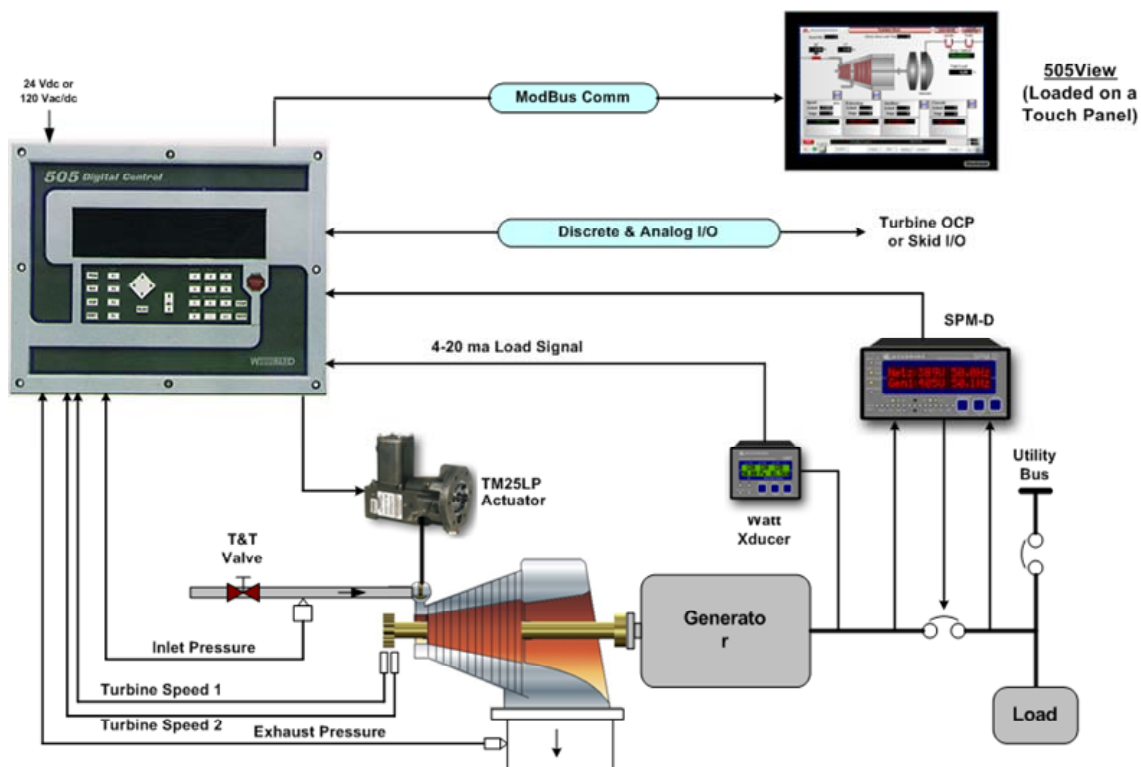 24 Vdc or
120 Vac/dc
ModBus Comm
505View
(Loaded on a
Touch Panel)
505 Digital Control
Discrete & Analog I/O
Turbine OCP
or Skid I/O
SPM-D
4-20 ma Load Signal
TM25LP
Actuator
Utility
Bus
Watt
Xducer
T&T
Valve
Generato
r
Inlet Pressure
Turbine Speed 1
Turbine Speed 2
Exhaust Pressure
Load